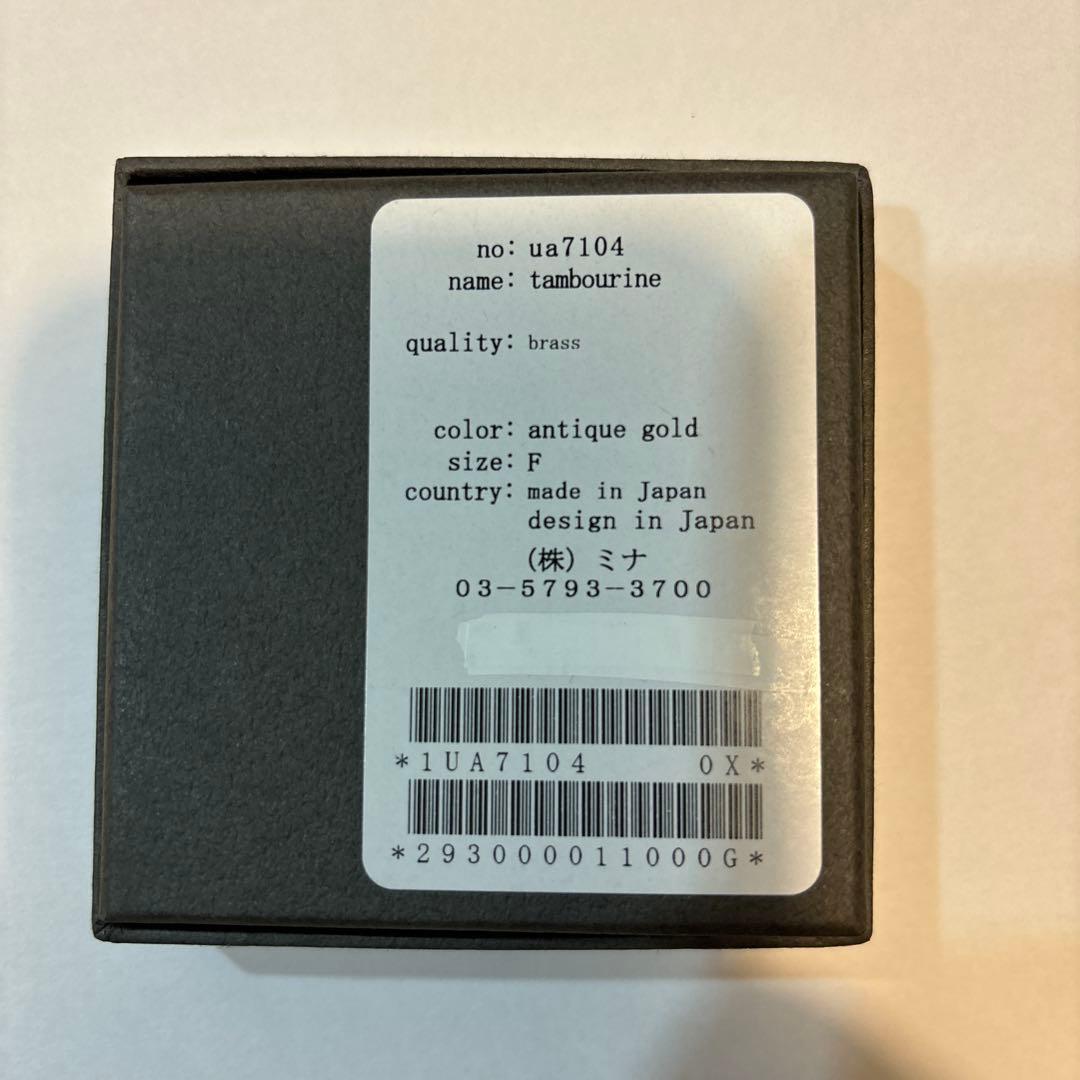 no: ua7104
name: tambourine
quality: brass
color: antique gold
size: F
country: made in Japan
design in Japan
(株) ミナ
03-5793-3700
*1UA7104 0X*
*293000011000G*